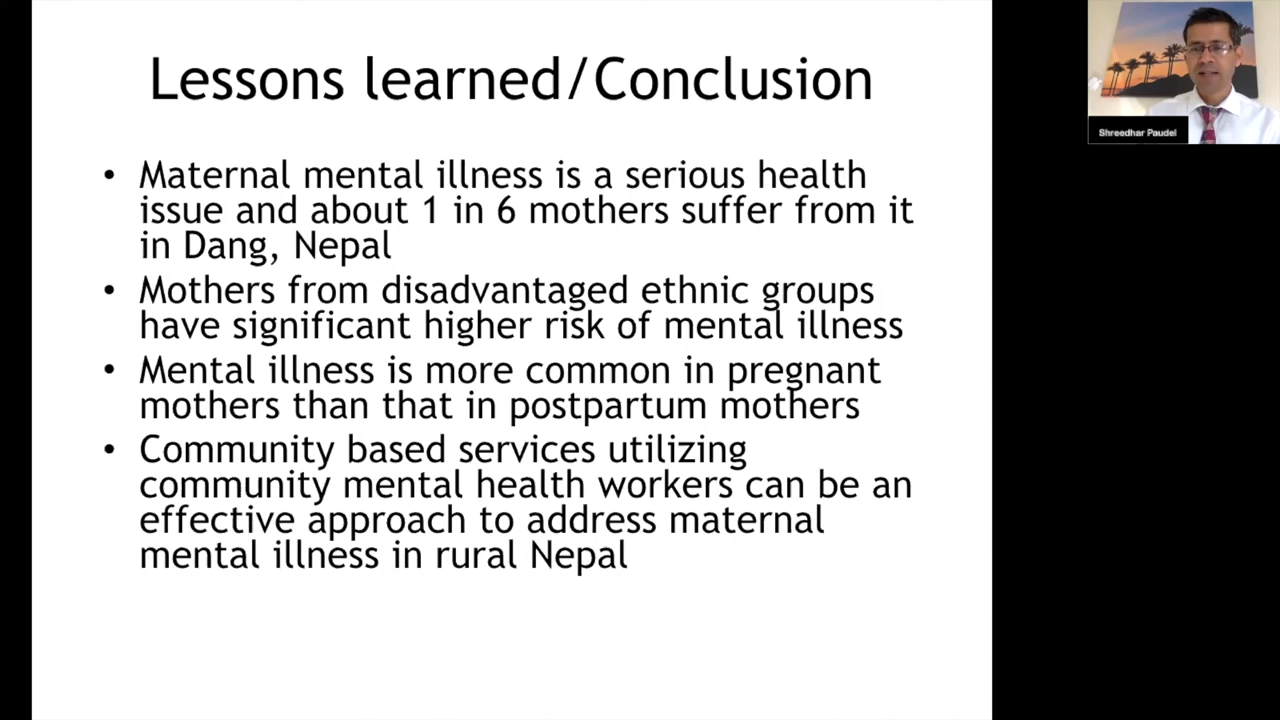 Lessons learned/Conclusion
• Maternal mental illness is a serious health
issue and about 1 in 6 mothers suffer from it
in Dang, Nepal
• Mothers from disadvantaged ethnic groups
have significant higher risk of mental illness
• Mental illness is more common in pregnant
mothers than that in postpartum mothers
• Community based services utilizing
community mental health workers can be an
effective approach to address maternal
mental illness in rural Nepal
Shreedhar Paudel